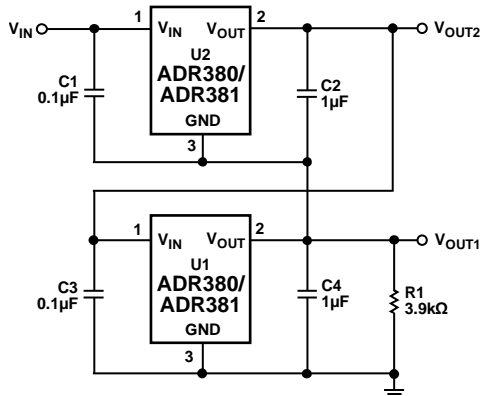 VIN
1
VIN
VOUT
2
VOUT2
U2
ADR380/
ADR381
GND
3
C1
0.1µF
C2
1µF
1
VIN
VOUT
2
VOUT1
U1
ADR380/
ADR381
GND
3
C3
0.1µF
C4
1µF
R1
3.9kΩ